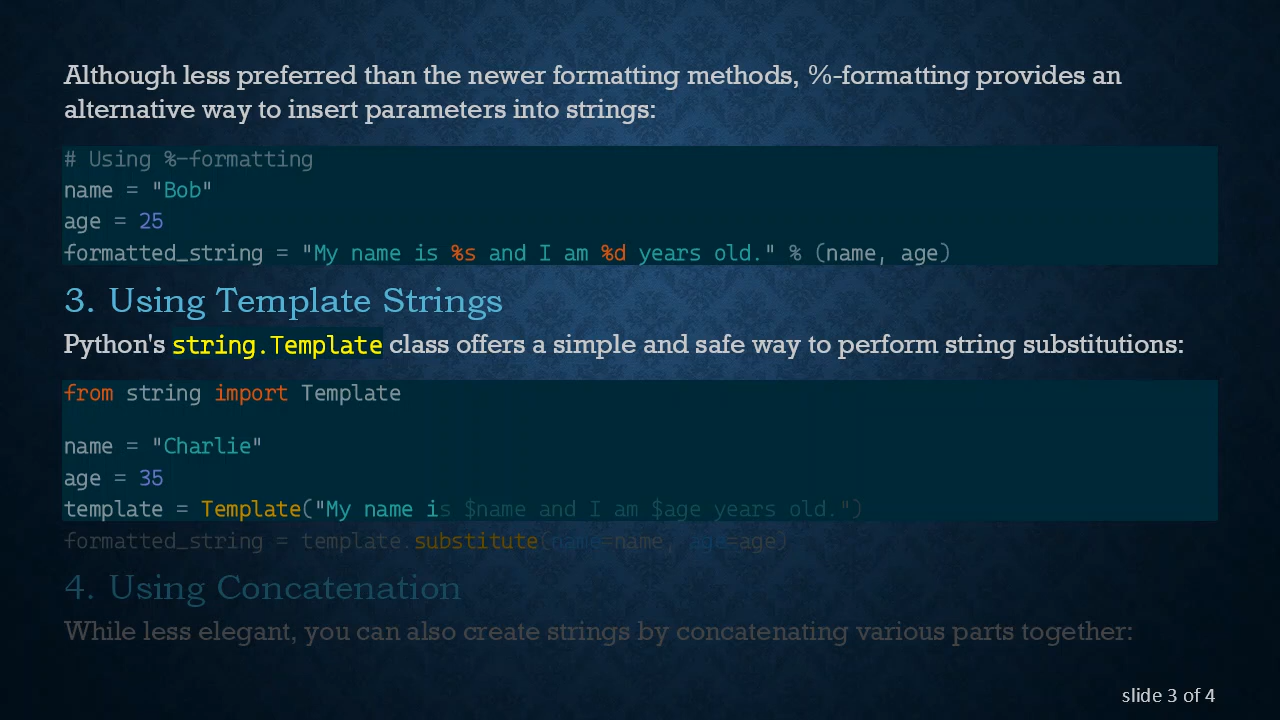 Although less preferred than the newer formatting methods, %-formatting provides an
alternative way to insert parameters into strings:
# Using %-formatting
name = "Bob"
age = 25
formatted_string = "My name is %s and I am %d years old." % (name, age)
3. Using Template Strings
Python's string.Template class offers a simple and safe way to perform string substitutions:
from string import Template
name = "Charlie"
age = 35
template = Template("My name is $name and I am $age years old.")
formatted_string = template.substitute(name=name, age=age)
4. Using Concatenation
While less elegant, you can also create strings by concatenating various parts together:
slide 3 of 4